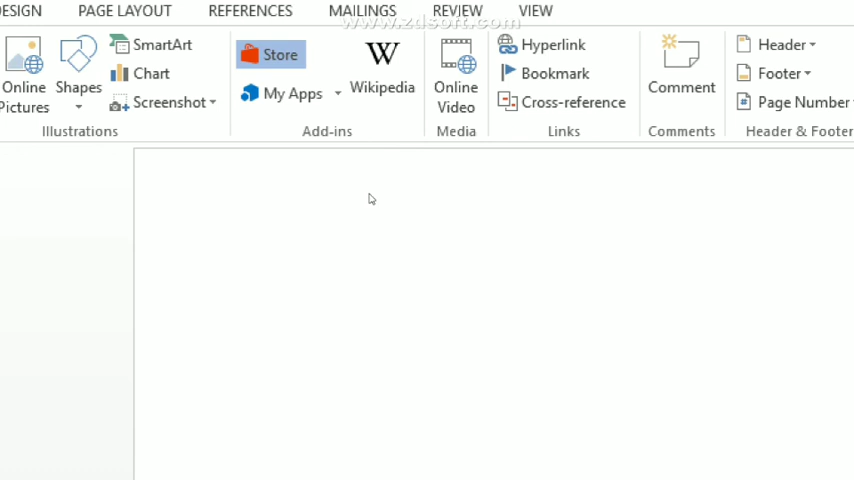 DESIGN PAGE LAYOUT REFERENCES MAILINGS REVIEW VIEW
www.zdsoft.com
Online Pictures
Shapes
SmartArt
Chart
Screenshot
Illustrations
Store
My Apps
Wikipedia
Add-ins
Online Video
Media
Hyperlink
Bookmark
Cross-reference
Links
Comment
Comments
Header
Footer
Page Number
Header & Footer